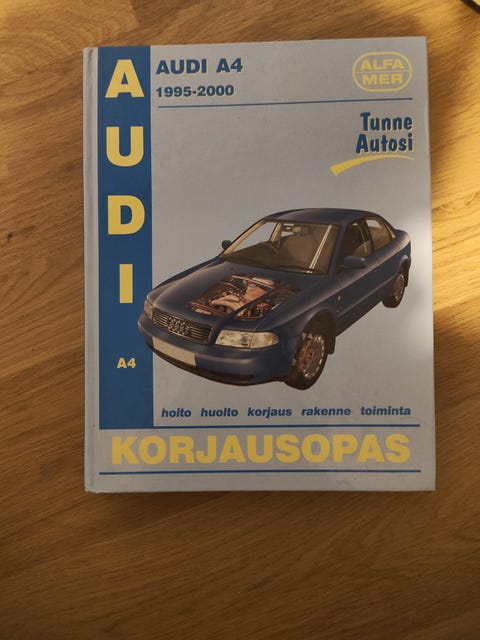 AUDI
AUDI A4
1995-2000
ALFA
MER
Tunne
Autosi
A4
hoito huolto korjaus rakenne toiminta
KORJAUSOPAS